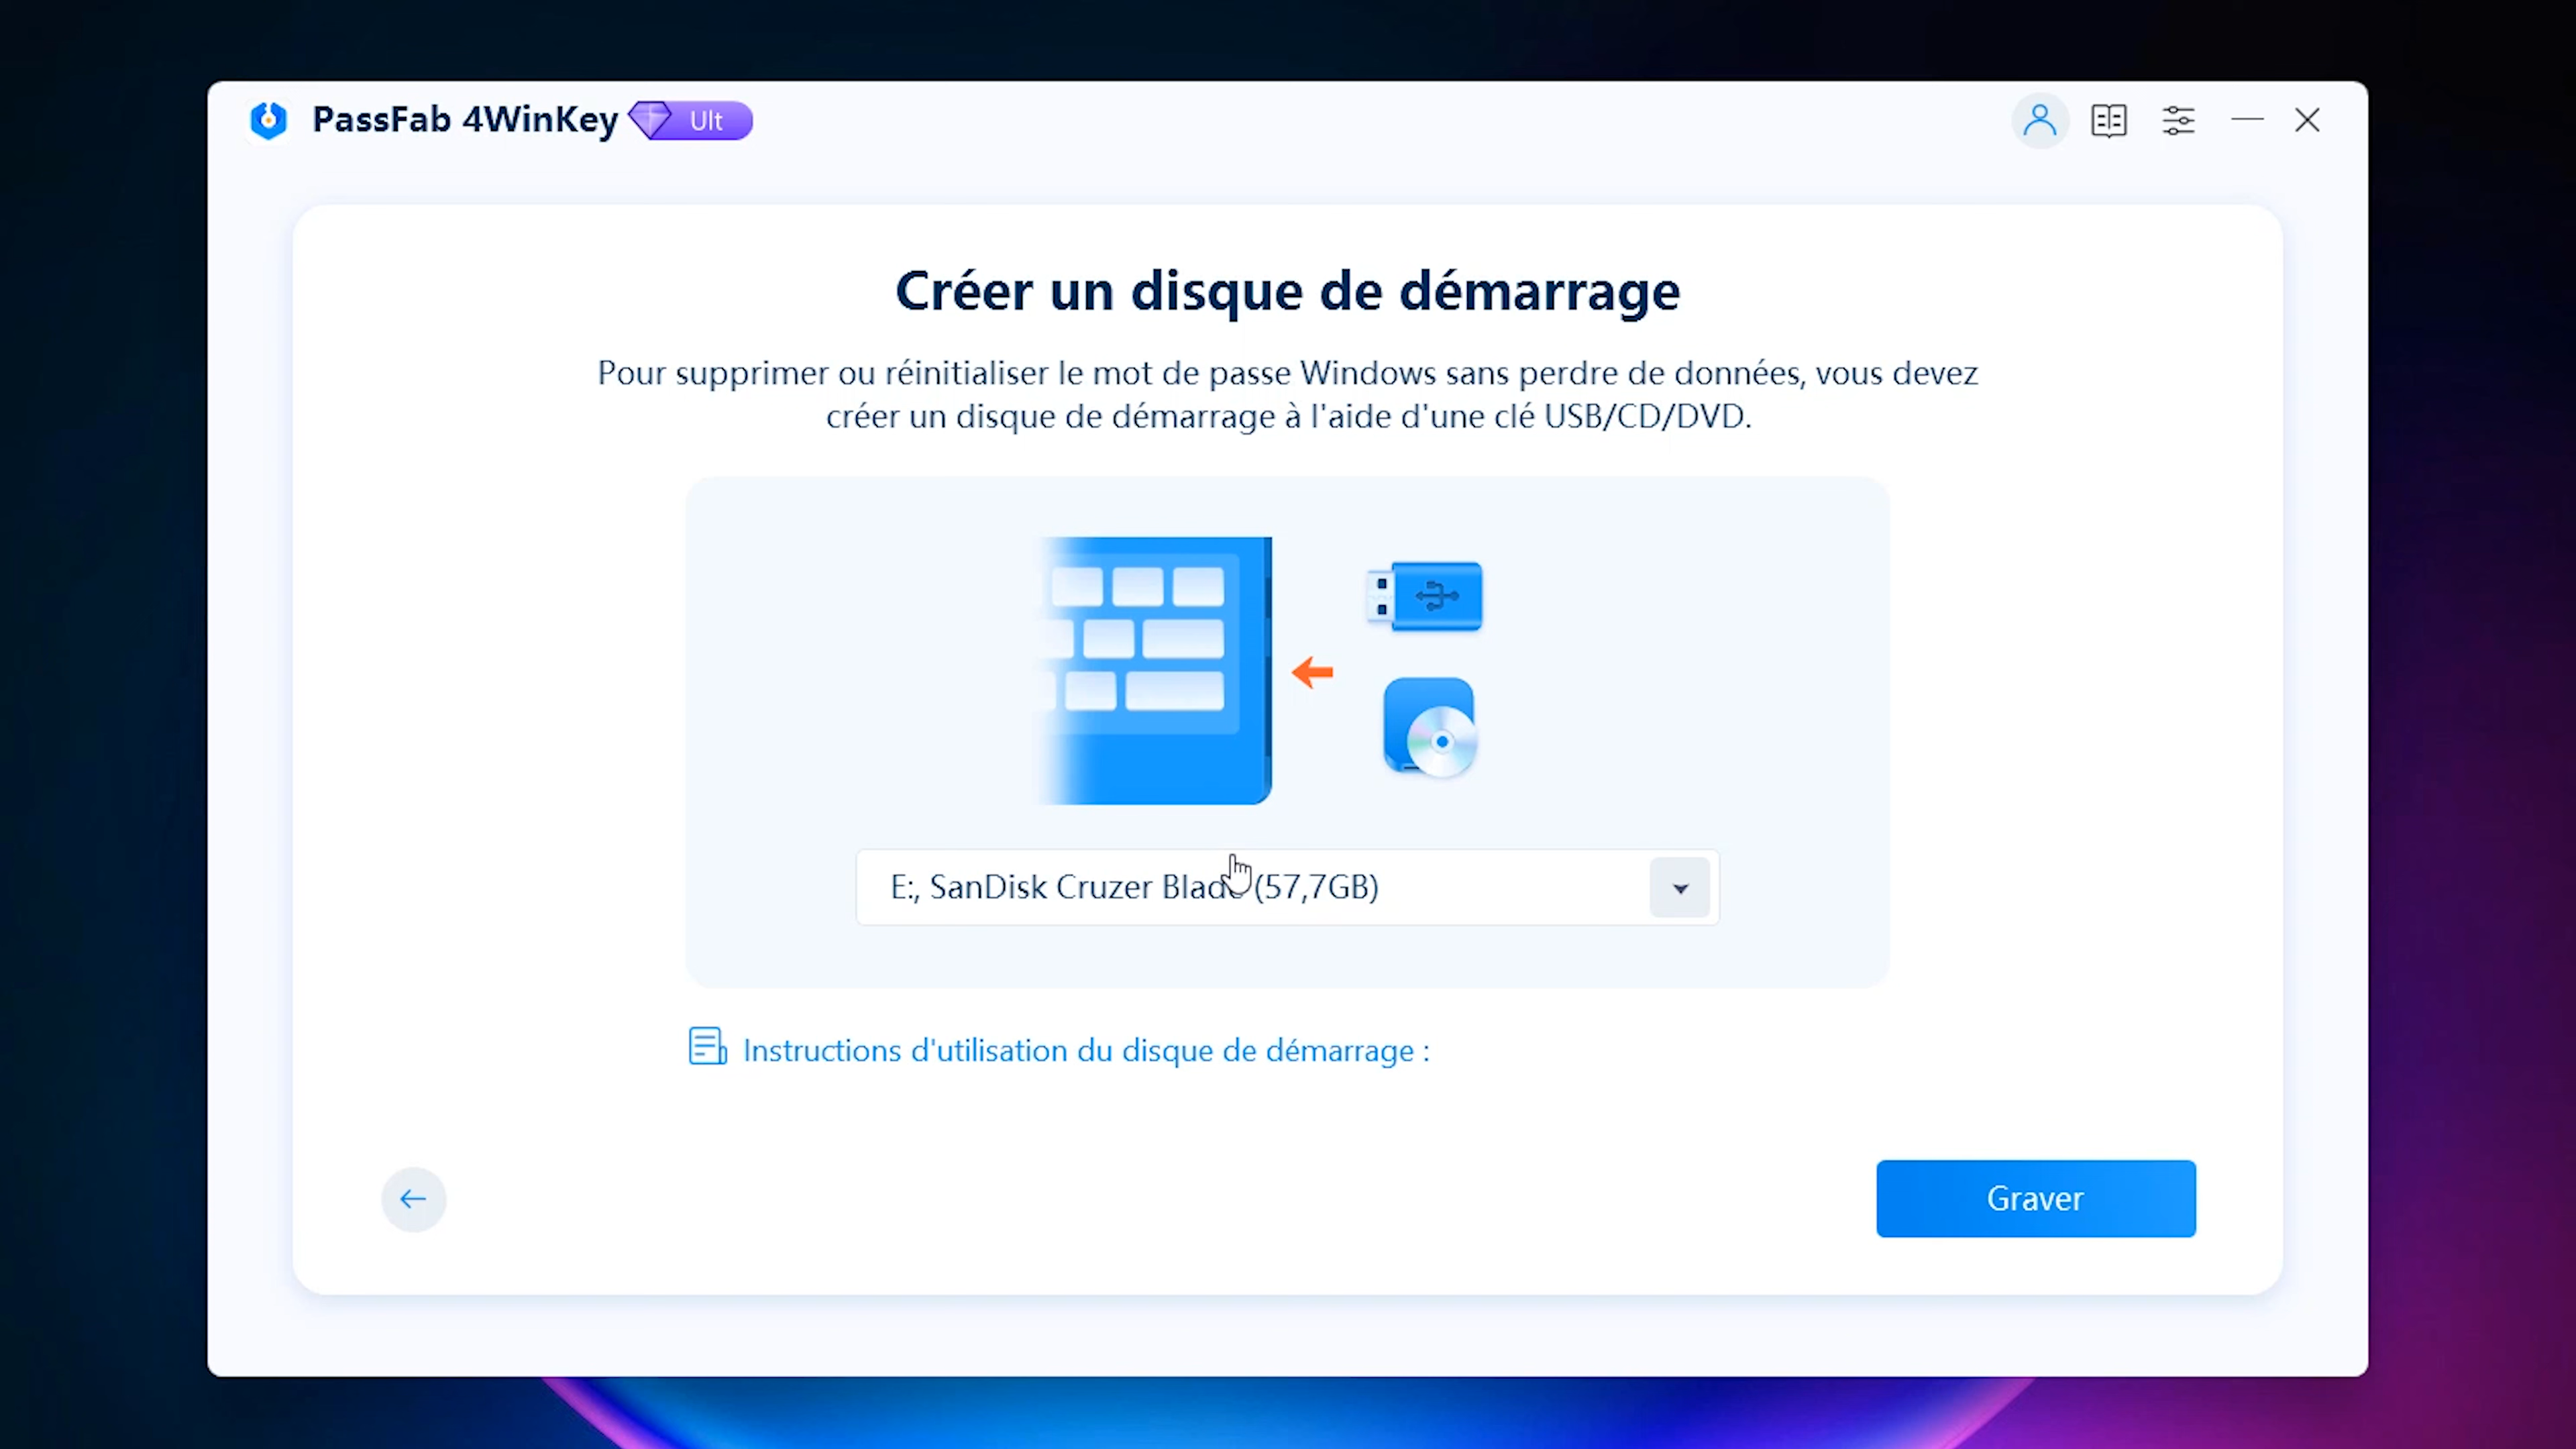 PassFab 4WinKey
Ult
Créer un disque de démarrage
Pour supprimer ou réinitialiser le mot de passe Windows sans perdre de données, vous devez
créer un disque de démarrage à l'aide d'une clé USB/CD/DVD.
E:, SanDisk Cruzer Blade (57,7GB)
Instructions d'utilisation du disque de démarrage :
Graver